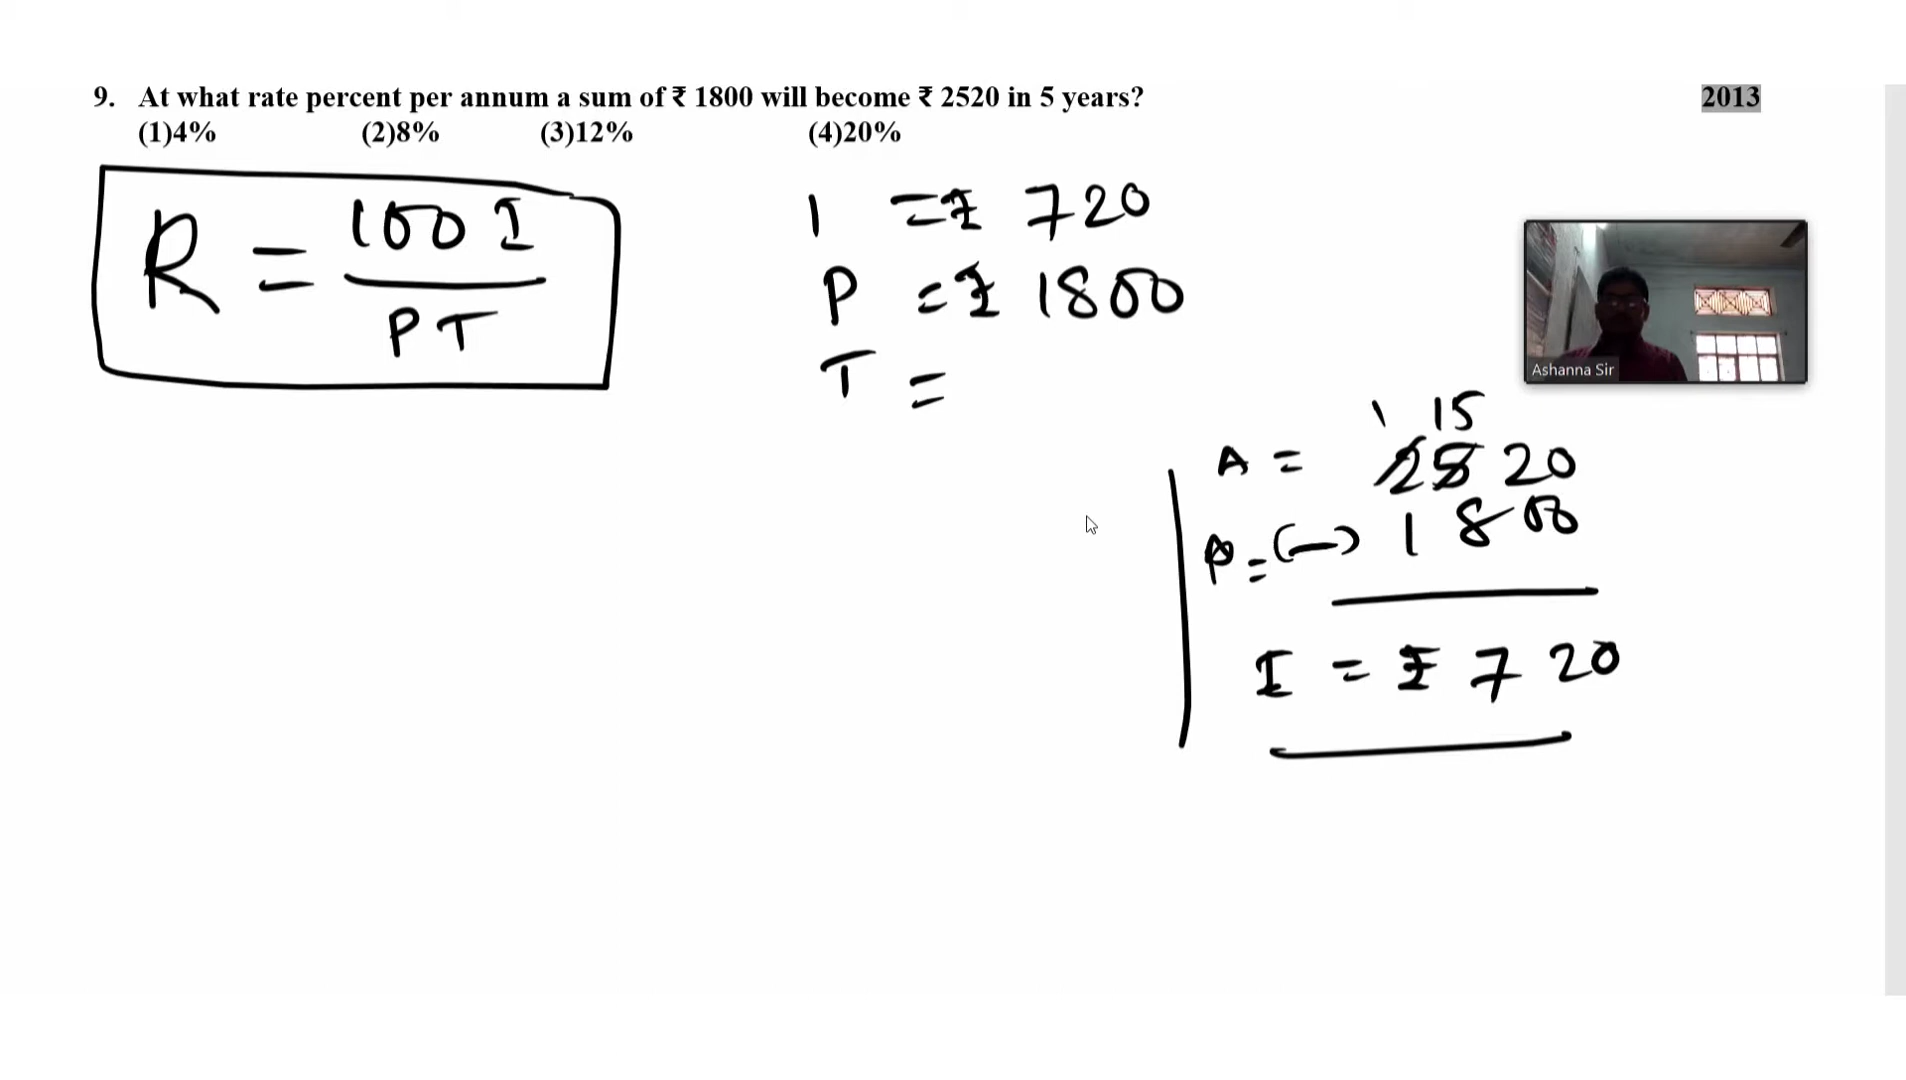 9. At what rate percent per annum a sum of ₹ 1800 will become ₹ 2520 in 5 years? 2013
(1)4% (2)8% (3)12% (4)20%
R = 100 I / P T
I = ₹ 720
P = ₹ 1800
T =
Ashanna Sir
1 15
A = 2520
P = (-) 1800
I = ₹ 720